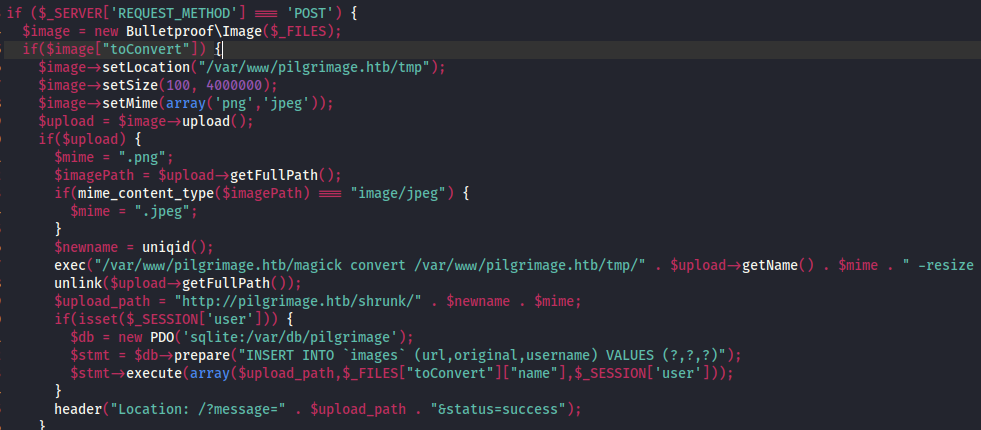 if ($_SERVER['REQUEST_METHOD'] === 'POST') {
  $image = new Bulletproof\Image($_FILES);
  if($image["toConvert"]) {
    $image->setLocation("/var/www/pilgrimage.htb/tmp");
    $image->setSize(100, 4000000);
    $image->setMime(array('png','jpeg'));
    $upload = $image->upload();
    if($upload) {
      $mime = ".png";
      $imagePath = $upload->getFullPath();
      if(mime_content_type($imagePath) === "image/jpeg") {
        $mime = ".jpeg";
      }
      $newname = uniqid();
      exec("/var/www/pilgrimage.htb/magick convert /var/www/pilgrimage.htb/tmp/" . $upload->getName() . $mime . " -resize
      unlink($upload->getFullPath());
      $upload_path = "http://pilgrimage.htb/shrunk/" . $newname . $mime;
      if(isset($_SESSION['user'])) {
        $db = new PDO('sqlite:/var/db/pilgrimage');
        $stmt = $db->prepare("INSERT INTO `images` (url,original,username) VALUES (?,?,?)");
        $stmt->execute(array($upload_path,$_FILES["toConvert"]["name"],$_SESSION['user']));
      }
      header("Location: /?message=" . $upload_path . "&status=success");
    }